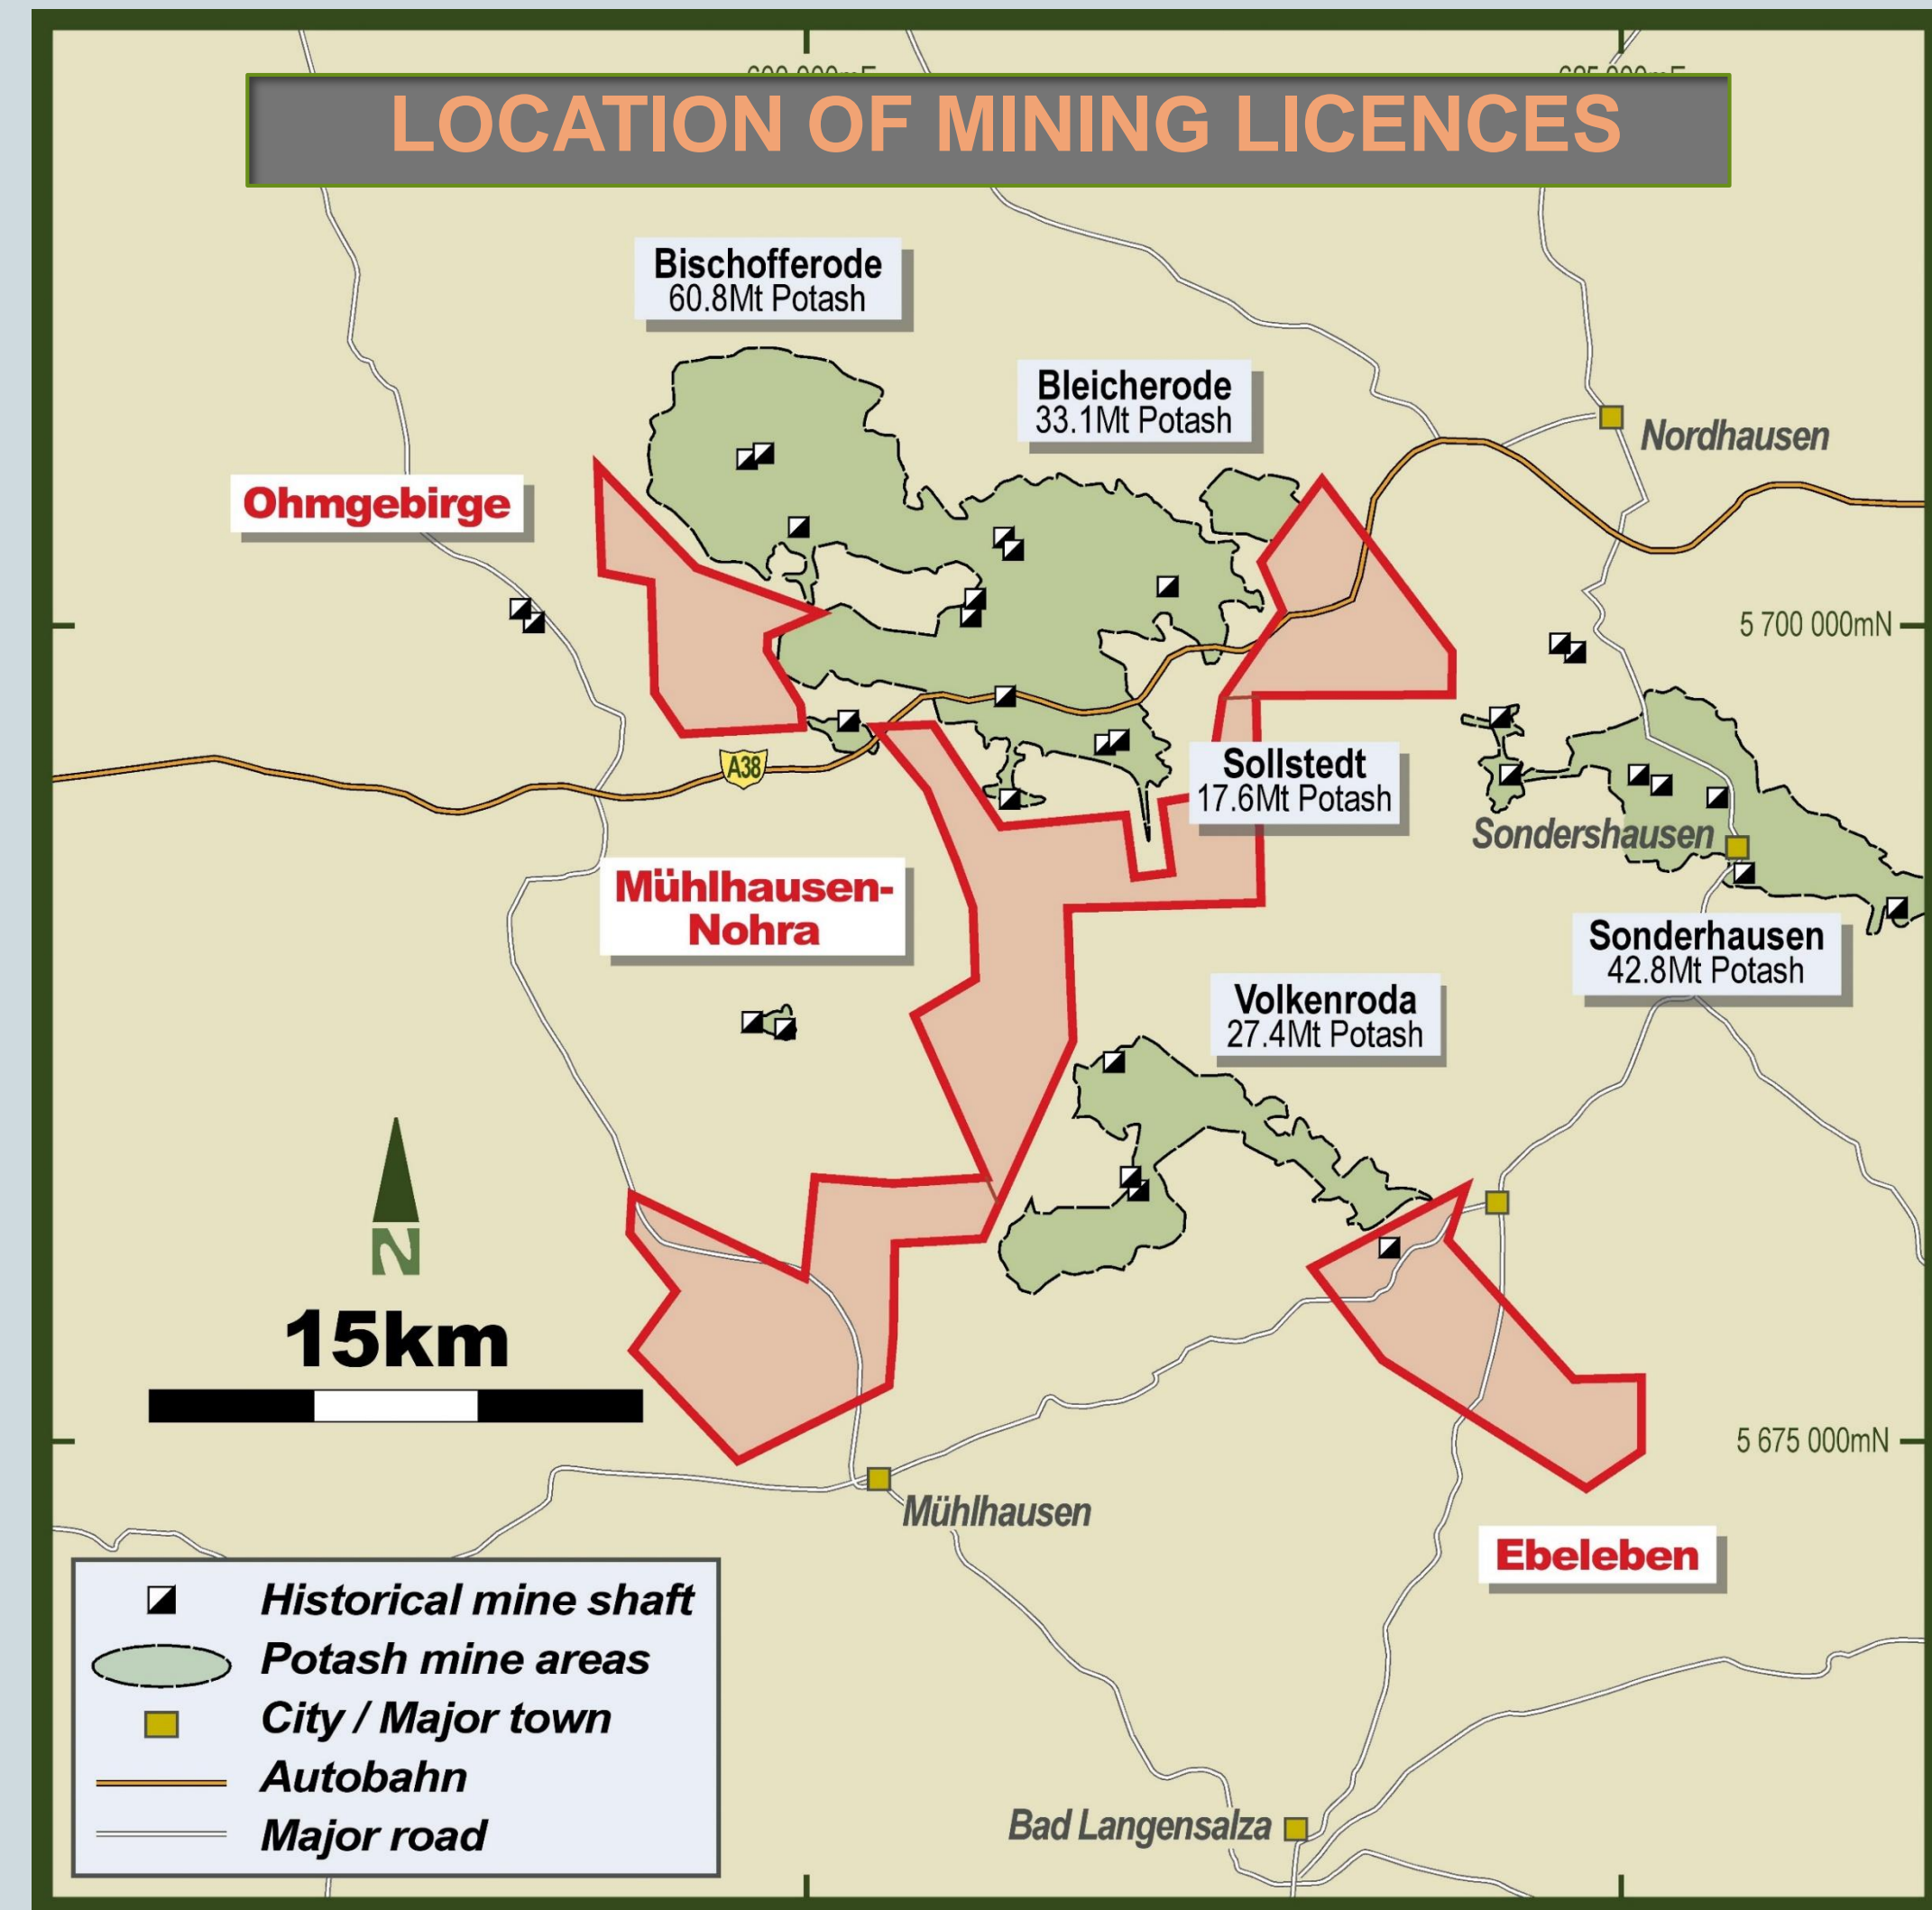 LOCATION OF MINING LICENCES
Bischofferode
60.8Mt Potash
Bleicherode
33.1Mt Potash
Nordhausen
Ohmgebirge
5 700 000mN
A38
Sollstedt
17.6Mt Potash
Sondershausen
Mühlhausen-
Nohra
Sonderhausen
42.8Mt Potash
Volkenroda
27.4Mt Potash
N
15km
5 675 000mN
Mühlhausen
Ebeleben
Historical mine shaft
Potash mine areas
City / Major town
Autobahn
Major road
Bad Langensalza